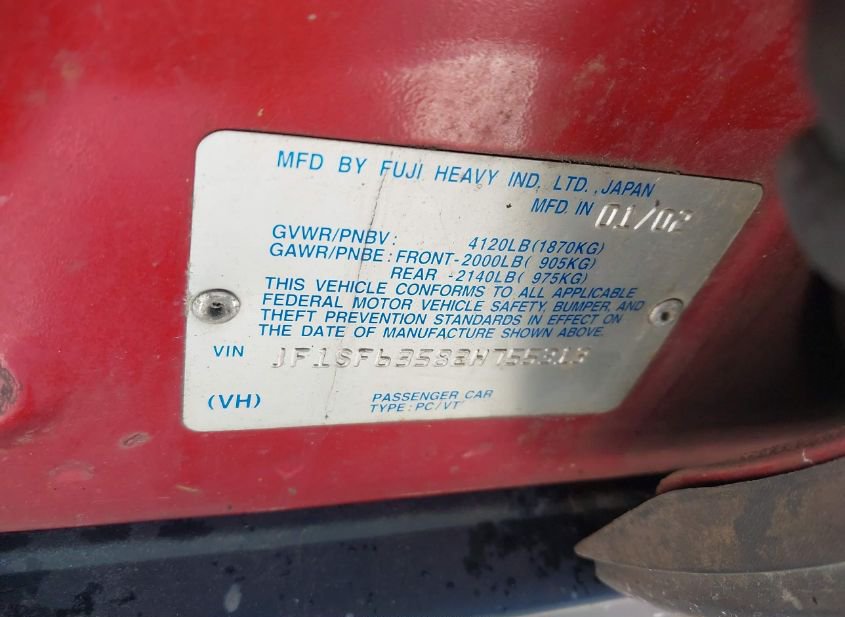 MFD BY FUJI HEAVY IND. LTD., JAPAN
MFD IN 01/02
GVWR/PNBV: 4120LB(1870KG)
GAWR/PNBE: FRONT-2000LB( 905KG)
REAR -2140LB( 975KG)
THIS VEHICLE CONFORMS TO ALL APPLICABLE
FEDERAL MOTOR VEHICLE SAFETY, BUMPER, AND
THEFT PREVENTION STANDARDS IN EFFECT ON
THE DATE OF MANUFACTURE SHOWN ABOVE.
VIN
(VH) PASSENGER CAR
TYPE : PC/VT